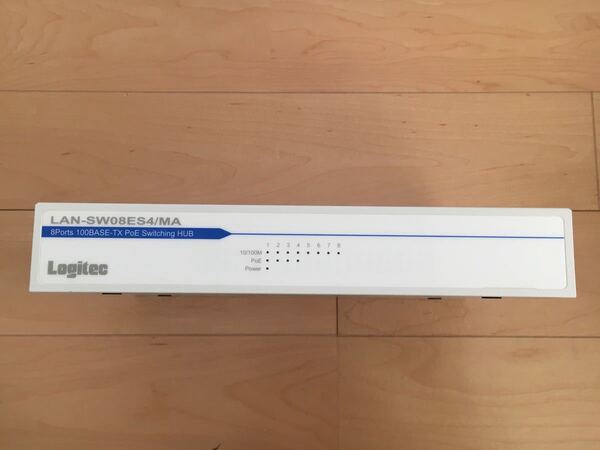 LAN-SW08ES4/MA
8Ports 100BASE-TX PoE Switching HUB
1 2 3 4 5 6 7 8
10/100M
PoE
Power
Logitec